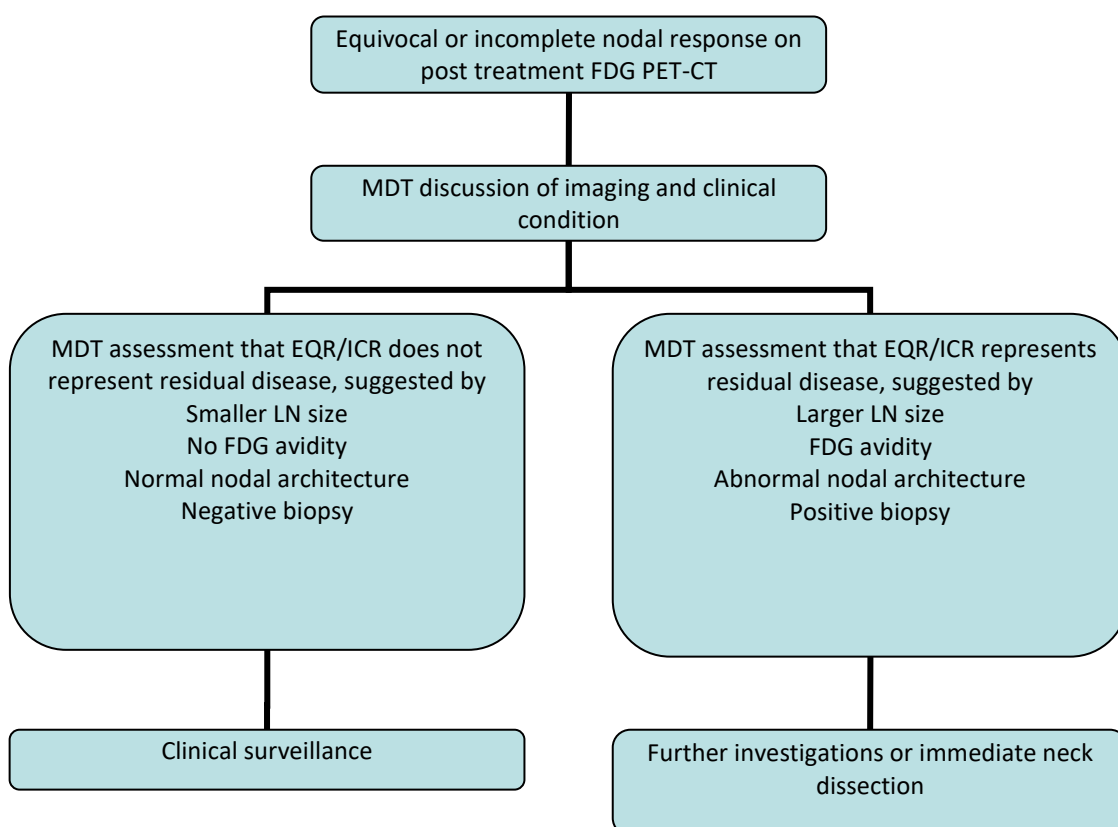 Equivocal or incomplete nodal response on
post treatment FDG PET-CT
MDT discussion of imaging and clinical
condition
MDT assessment that EQR/ICR does not
represent residual disease, suggested by
Smaller LN size
No FDG avidity
Normal nodal architecture
Negative biopsy
MDT assessment that EQR/ICR represents
residual disease, suggested by
Larger LN size
FDG avidity
Abnormal nodal architecture
Positive biopsy
Clinical surveillance
Further investigations or immediate neck
dissection